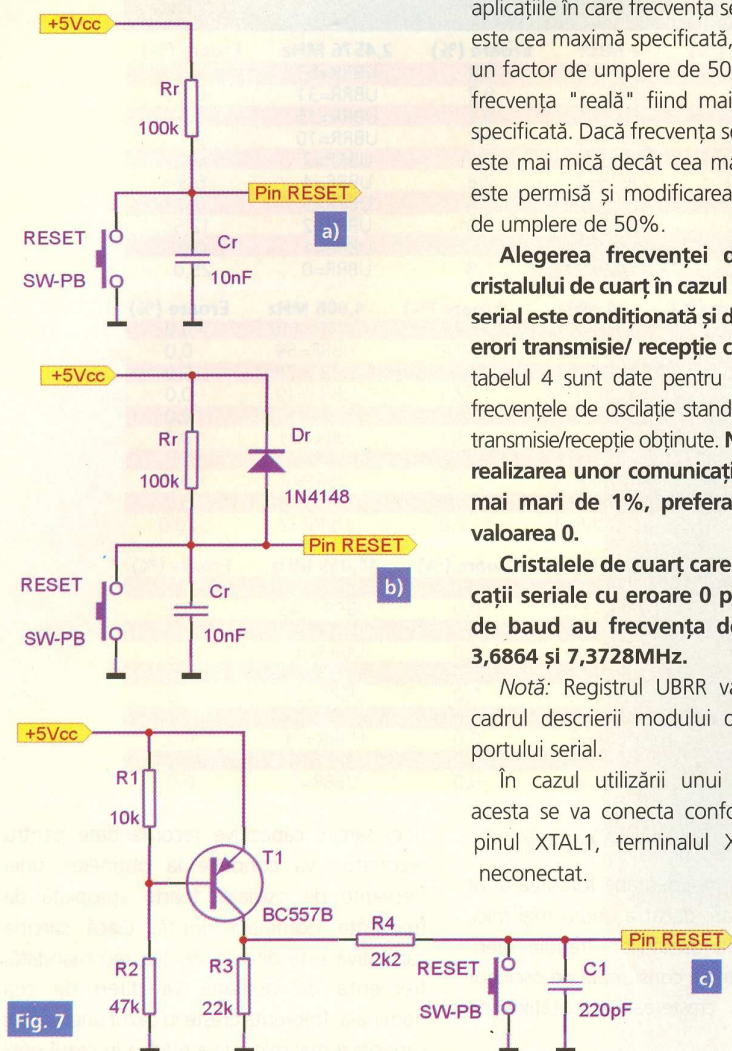 +5Vcc
Rr
100k
Pin RESET
a)
RESET
SW-PB
Cr
10nF
+5Vcc
Rr
100k
Dr
1N4148
Pin RESET
b)
RESET
SW-PB
Cr
10nF
+5Vcc
R1
10k
T1
BC557B
R4
2k2
Pin RESET
RESET
SW-PB
C1
220pF
c)
R2
47k
R3
22k
Fig. 7
aplicațiile în care frecvența se
este cea maximă specificată,
un factor de umplere de 50
frecvența "reală" fiind mai
specificată. Dacă frecvența se
este mai mică decât cea ma
este permisă și modificarea
de umplere de 50%.
Alegerea frecvenței d
cristalului de cuarț în cazul
serial este condiționată și d
erori transmisie/ recepție c
tabelul 4 sunt date pentru
frecvențele de oscilație stand
transmisie/recepție obținute. N
realizarea unor comunicați
mai mari de 1%, prefera
valoarea 0.
Cristalele de cuarț care
cații seriale cu eroare 0 p
de baud au frecvența de
3,6864 și 7,3728MHz.
Notă: Registrul UBRR va
cadrul descrierii modului d
portului serial.
În cazul utilizării unui
acesta se va conecta confo
pinul XTAL1, terminalul X
neconectat.